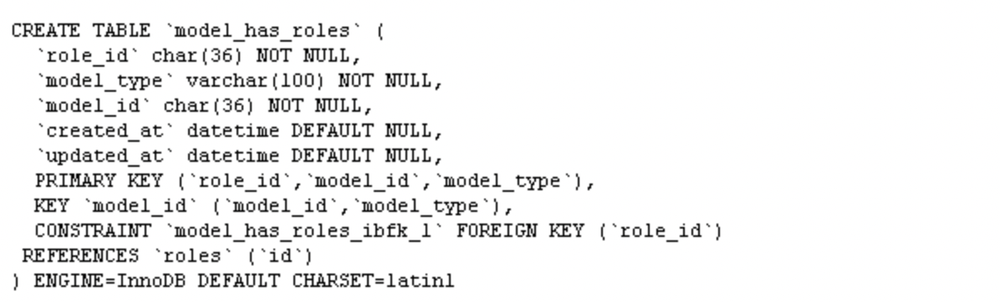 CREATE TABLE `model_has_roles` (
`role_id` char(36) NOT NULL,
`model_type` varchar(100) NOT NULL,
`model_id` char(36) NOT NULL,
`created_at` datetime DEFAULT NULL,
`updated_at` datetime DEFAULT NULL,
PRIMARY KEY (`role_id`,`model_id`,`model_type`),
KEY `model_id` (`model_id`,`model_type`),
CONSTRAINT `model_has_roles_ibfk_1` FOREIGN KEY (`role_id`)
REFERENCES `roles` (`id`)
) ENGINE=InnoDB DEFAULT CHARSET=latin1